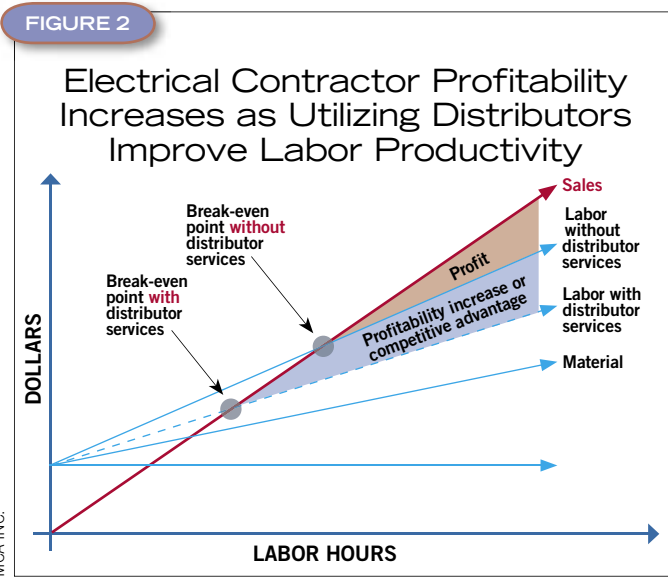 FIGURE 2
Electrical Contractor Profitability
Increases as Utilizing Distributors
Improve Labor Productivity
Sales
Break-even
point without
distributor
services
Labor
without
distributor
services
Profit
Break-even
point with
distributor
services
Profitability increase or
competitive advantage
Labor with
distributor
services
Material
DOLLARS
LABOR HOURS
INC.